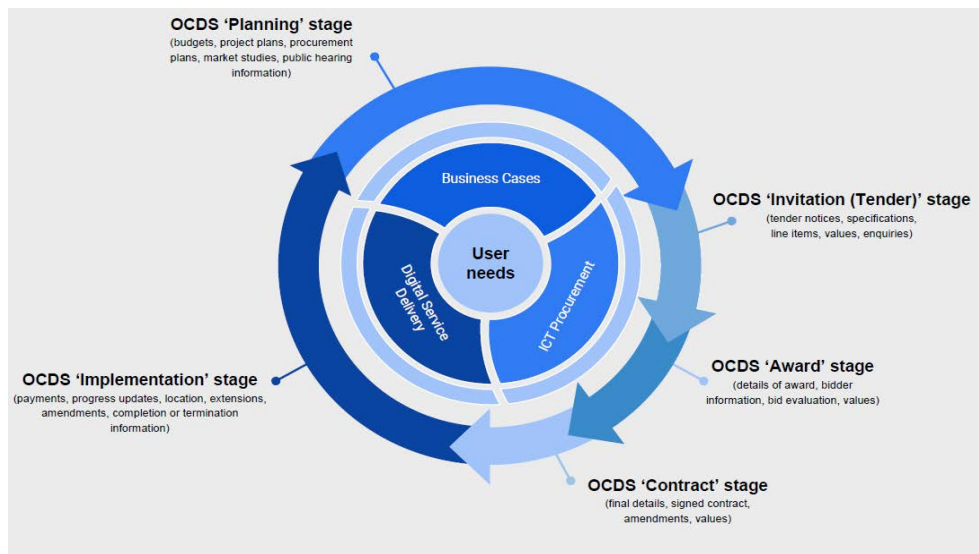 OCDS ‘Planning’ stage
(budgets, project plans, procurement
plans, market studies, public hearing
information)
Business Cases
OCDS ‘Invitation (Tender)’ stage
(tender notices, specifications,
line items, values, enquiries)
User
needs
Digital Service
Delivery
ICT Procurement
OCDS ‘Award’ stage
(details of award, bidder
information, bid evaluation, values)
OCDS ‘Implementation’ stage
(payments, progress updates, location, extensions,
amendments, completion or termination
information)
OCDS ‘Contract’ stage
(final details, signed contract,
amendments, values)